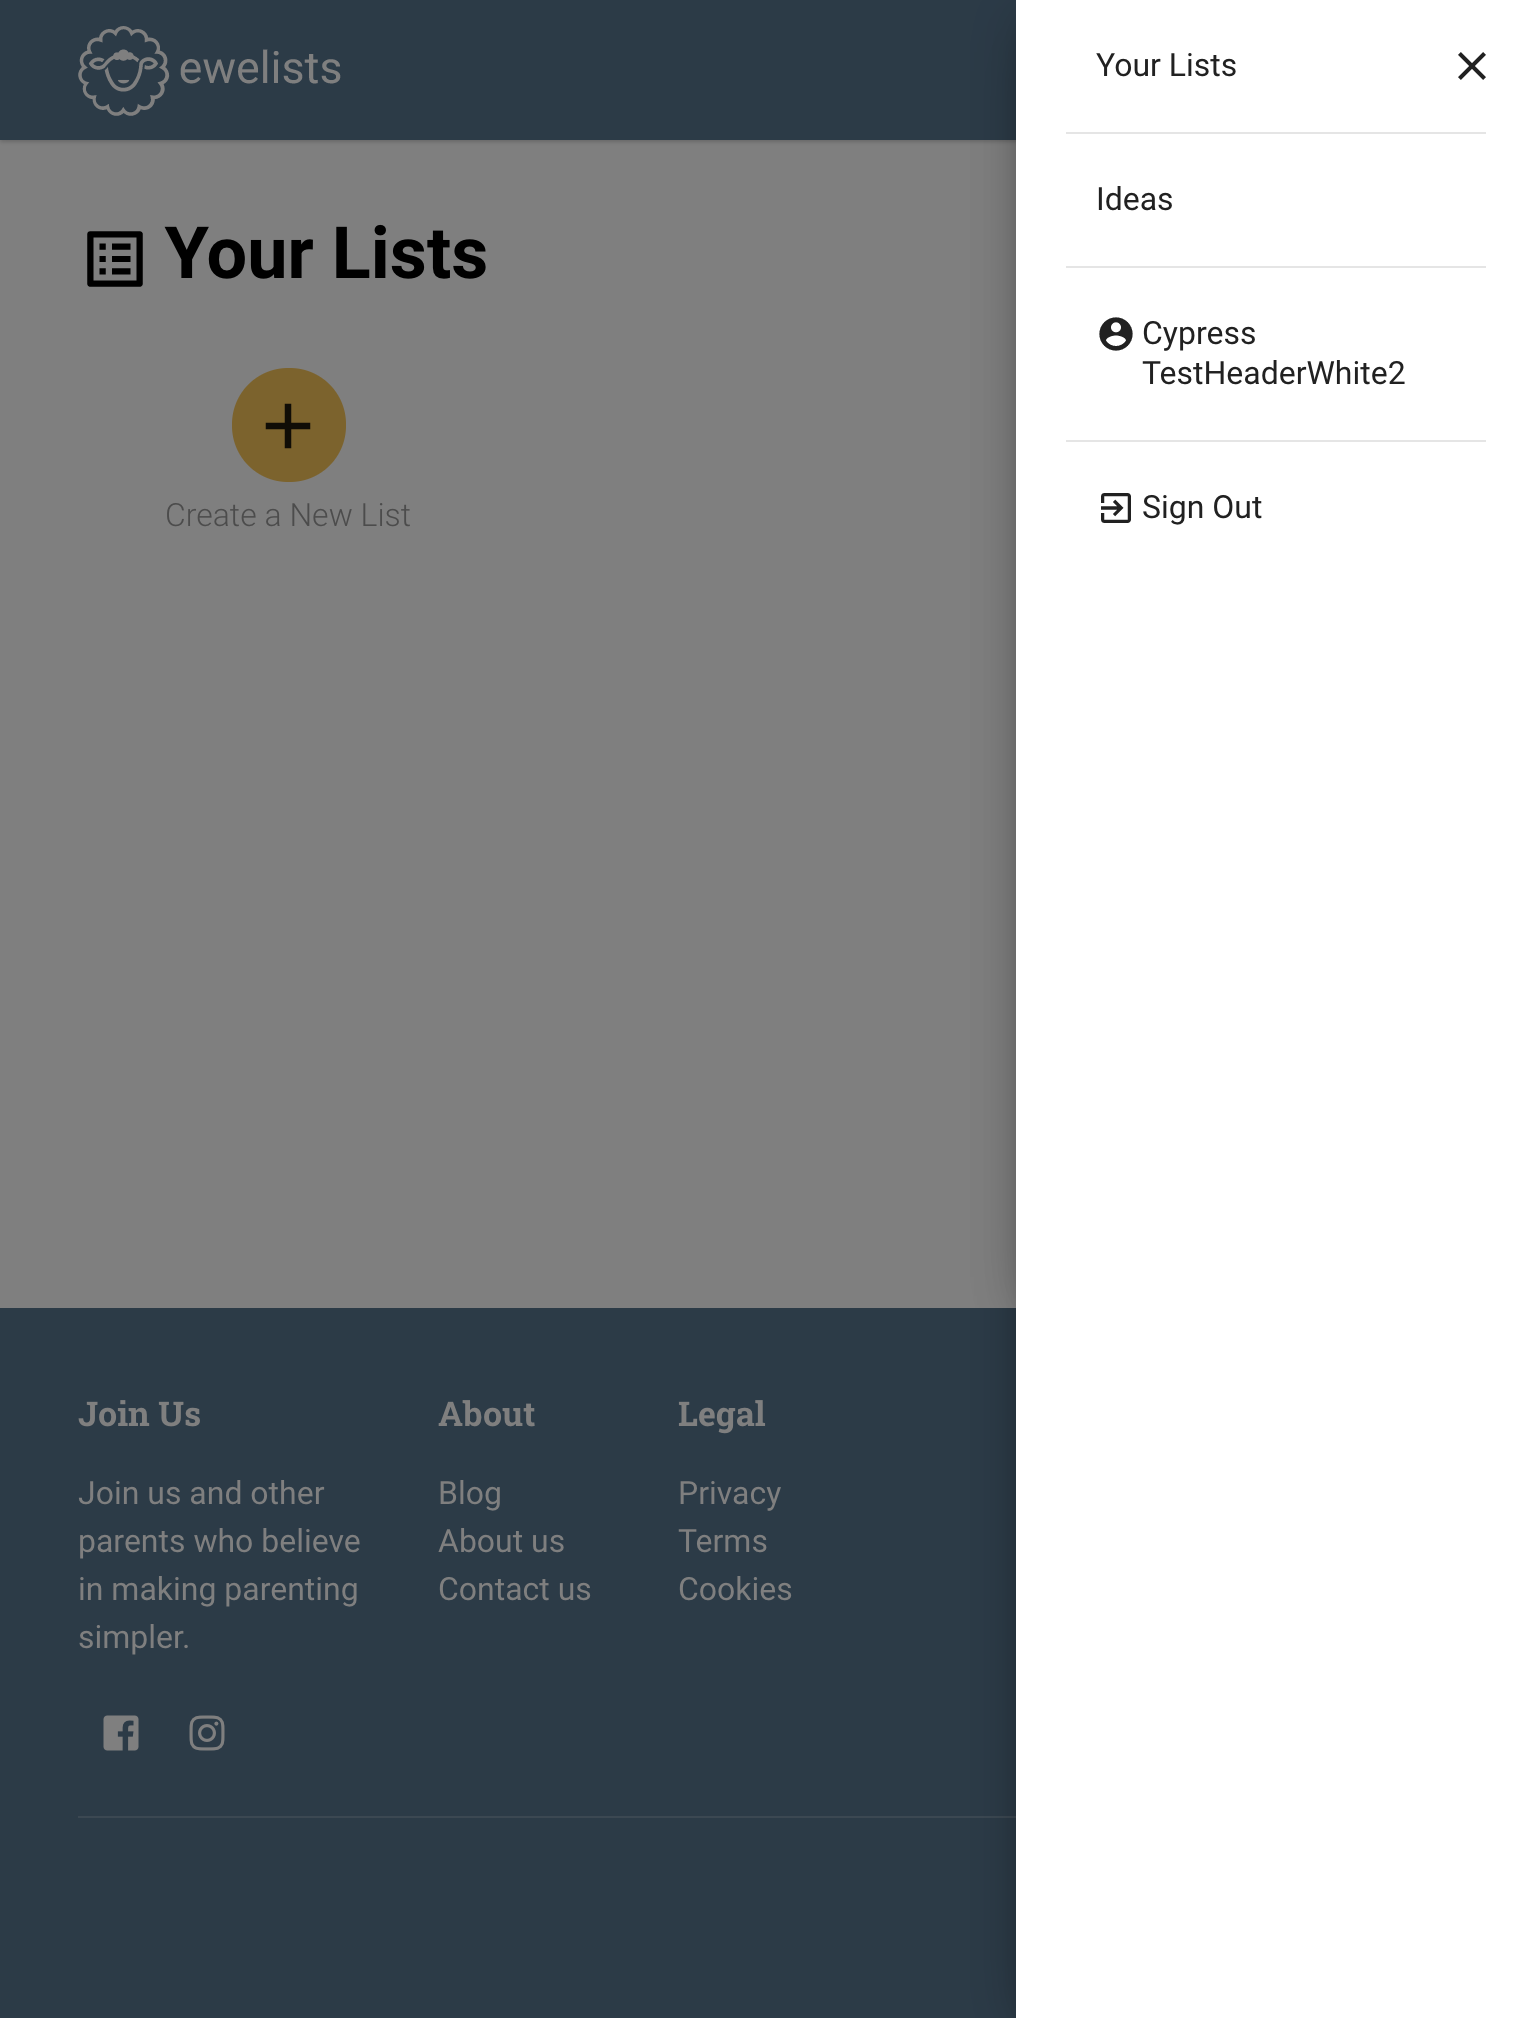 ewelists
Your Lists
Create a New List
Your Lists
Ideas
Cypress
TestHeaderWhite2
Sign Out
Join Us
Join us and other
parents who believe
in making parenting
simpler.
About
Blog
About us
Contact us
Legal
Privacy
Terms
Cookies